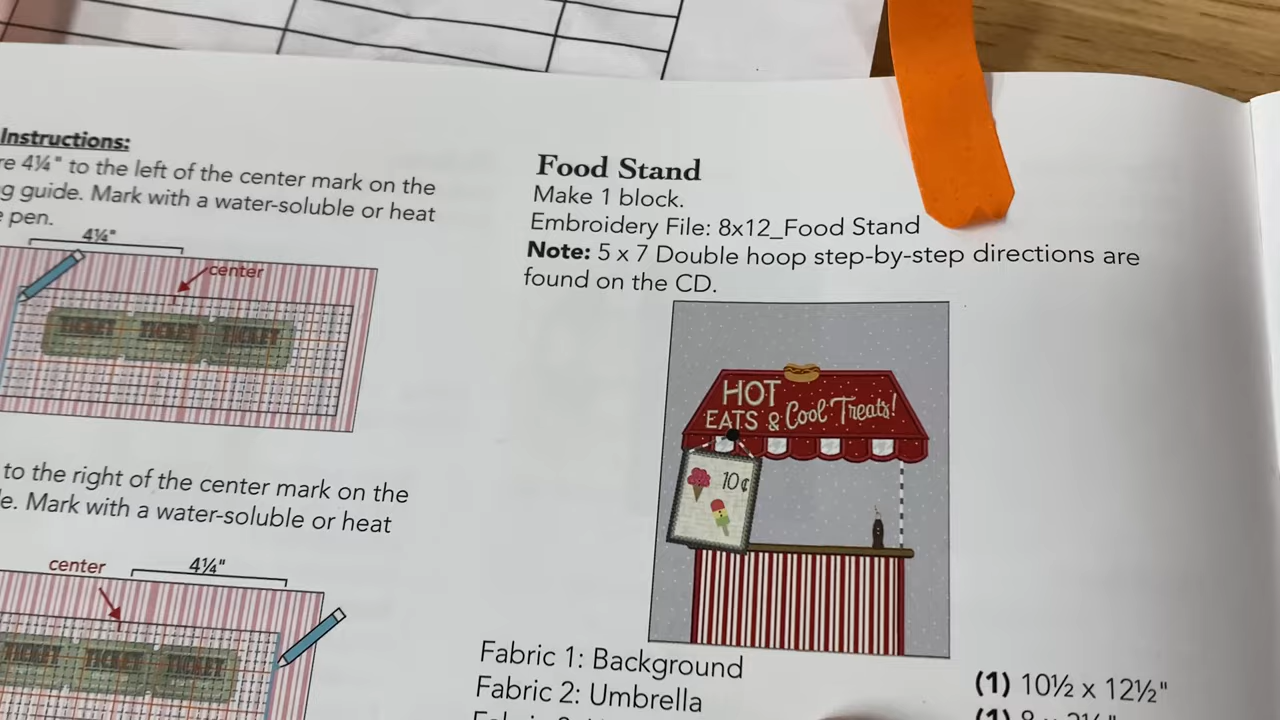 Instructions:
re 4¼" to the left of the center mark on the
g guide. Mark with a water-soluble or heat
e pen.
4¼"
center
TICKET TICKET TICKET
to the right of the center mark on the
e. Mark with a water-soluble or heat
center
4¼"
TICKET TICKET TICKET
Food Stand
Make 1 block.
Embroidery File: 8x12_Food Stand
Note: 5 x 7 Double hoop step-by-step directions are
found on the CD.
HOT
EATS & Cool Treats!
10¢
Fabric 1: Background
(1) 10½ x 12½"
Fabric 2: Umbrella